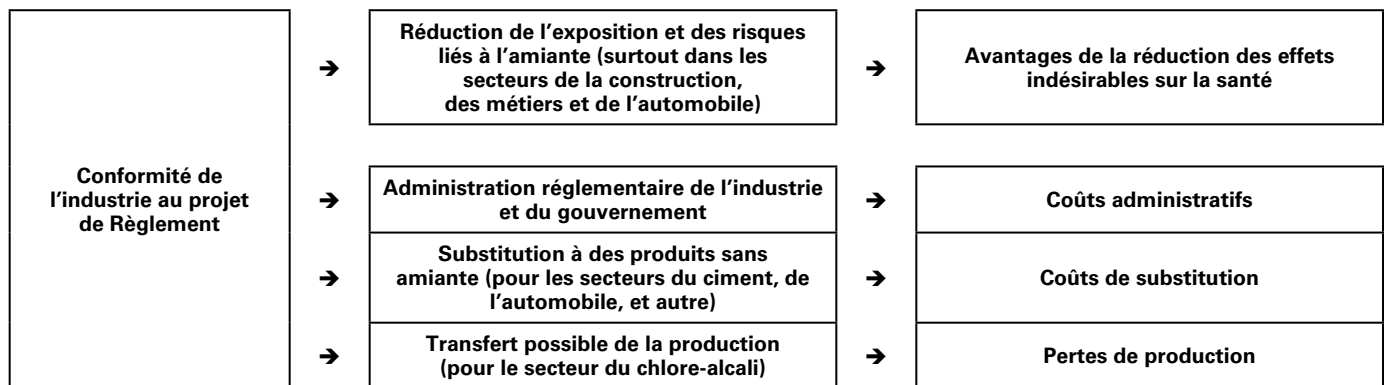 Conformité de
l'industrie au projet
de Règlement
➔
Réduction de l'exposition et des risques
liés à l'amiante (surtout dans les
secteurs de la construction,
des métiers et de l'automobile)
➔
Avantages de la réduction des effets
indésirables sur la santé
➔
Administration réglementaire de l'industrie
et du gouvernement
➔
Coûts administratifs
➔
Substitution à des produits sans
amiante (pour les secteurs du ciment, de
l'automobile, et autre)
➔
Coûts de substitution
➔
Transfert possible de la production
(pour le secteur du chlore-alcali)
➔
Pertes de production